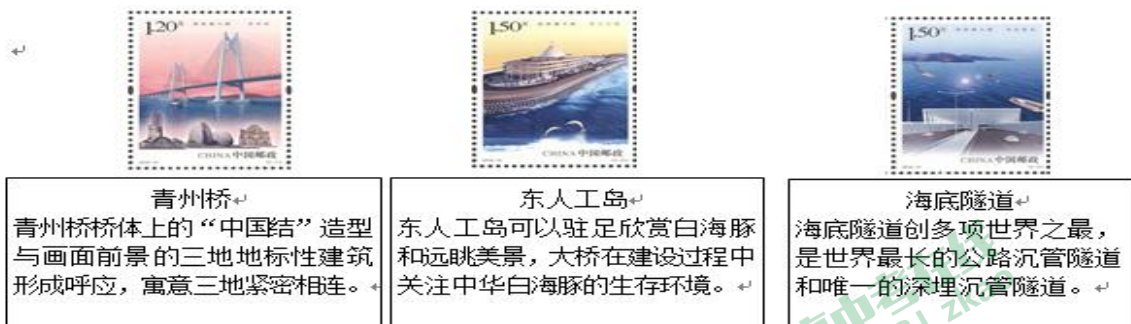 1.20元
1.50元
1.50元
CHINA中国邮政
CHINA中国邮政
CHINA中国邮政
青州桥
青州桥桥体上的“中国结”造型
与画面前景的三地地标性建筑
形成呼应，寓意三地紧密相连。
东人工岛
东人工岛可以驻足欣赏白海豚
和远眺美景，大桥在建设过程中
关注中华白海豚的生存环境。
海底隧道
海底隧道创多项世界之最，
是世界最长的公路沉管隧道
和唯一的深埋沉管隧道。